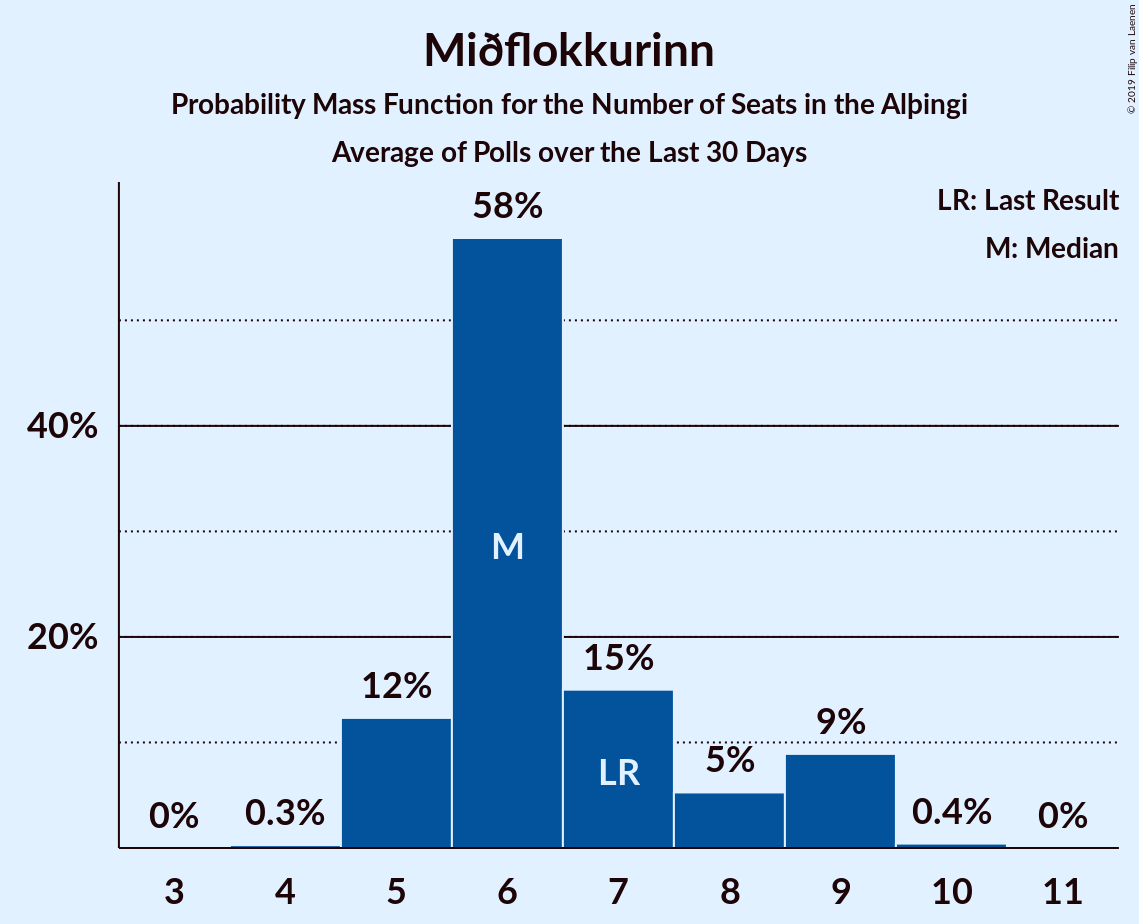 Miðflokkurinn
Probability Mass Function for the Number of Seats in the Alþingi
Average of Polls over the Last 30 Days
© 2019 Filip van Laenen
LR: Last Result
M: Median
58%
40%
M
20%
15%
12%
9%
5%
LR
0%
0.3%
0.4%
0%
3 4 5 6 7 8 9 10 11